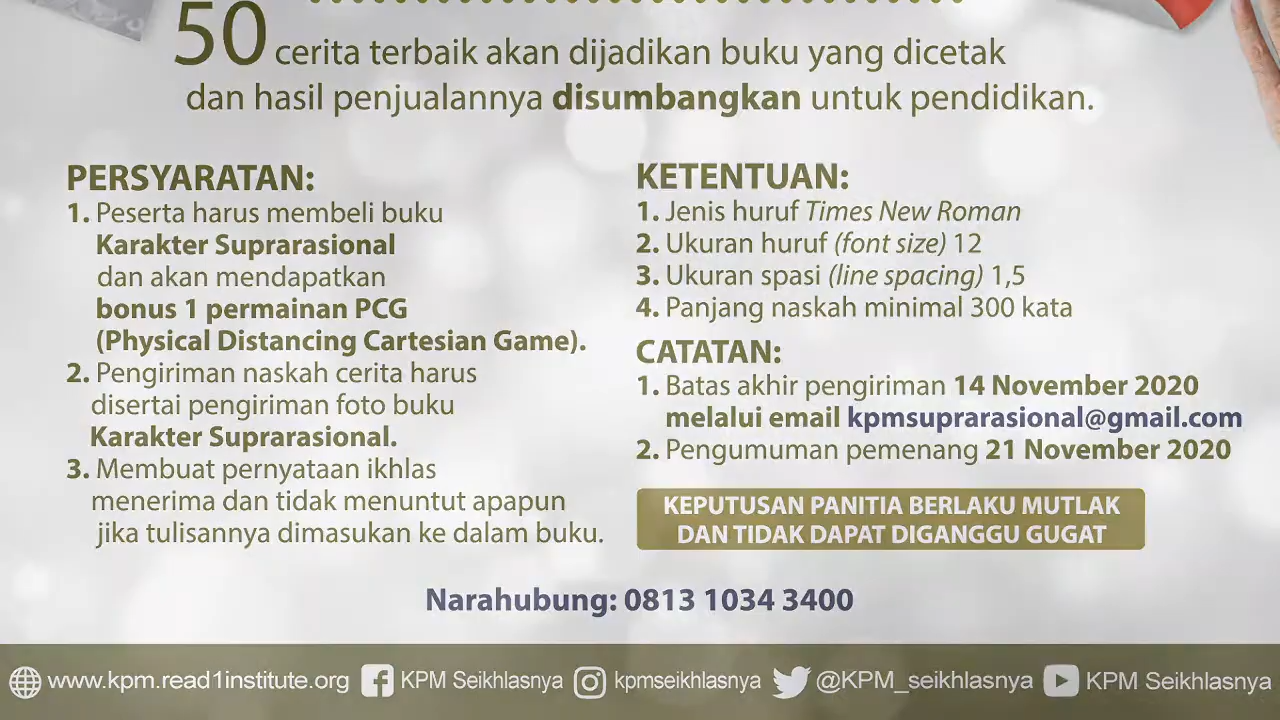 50 cerita terbaik akan dijadikan buku yang dicetak
dan hasil penjualannya disumbangkan untuk pendidikan.
PERSYARATAN:
1. Peserta harus membeli buku
Karakter Suprarasional
dan akan mendapatkan
bonus 1 permainan PCG
(Physical Distancing Cartesian Game).
2. Pengiriman naskah cerita harus
disertai pengiriman foto buku
Karakter Suprarasional.
3. Membuat pernyataan ikhlas
menerima dan tidak menuntut apapun
jika tulisannya dimasukan ke dalam buku.
KETENTUAN:
1. Jenis huruf Times New Roman
2. Ukuran huruf (font size) 12
3. Ukuran spasi (line spacing) 1,5
4. Panjang naskah minimal 300 kata
CATATAN:
1. Batas akhir pengiriman 14 November 2020
melalui email kpmsuprarasional@gmail.com
2. Pengumuman pemenang 21 November 2020
KEPUTUSAN PANITIA BERLAKU MUTLAK
DAN TIDAK DAPAT DIGANGGU GUGAT
Narahubung: 0813 1034 3400
www.kpm.read1institute.org KPM Seikhlasnya kpmseikhlasnya @KPM_seikhlasnya KPM Seikhlasnya